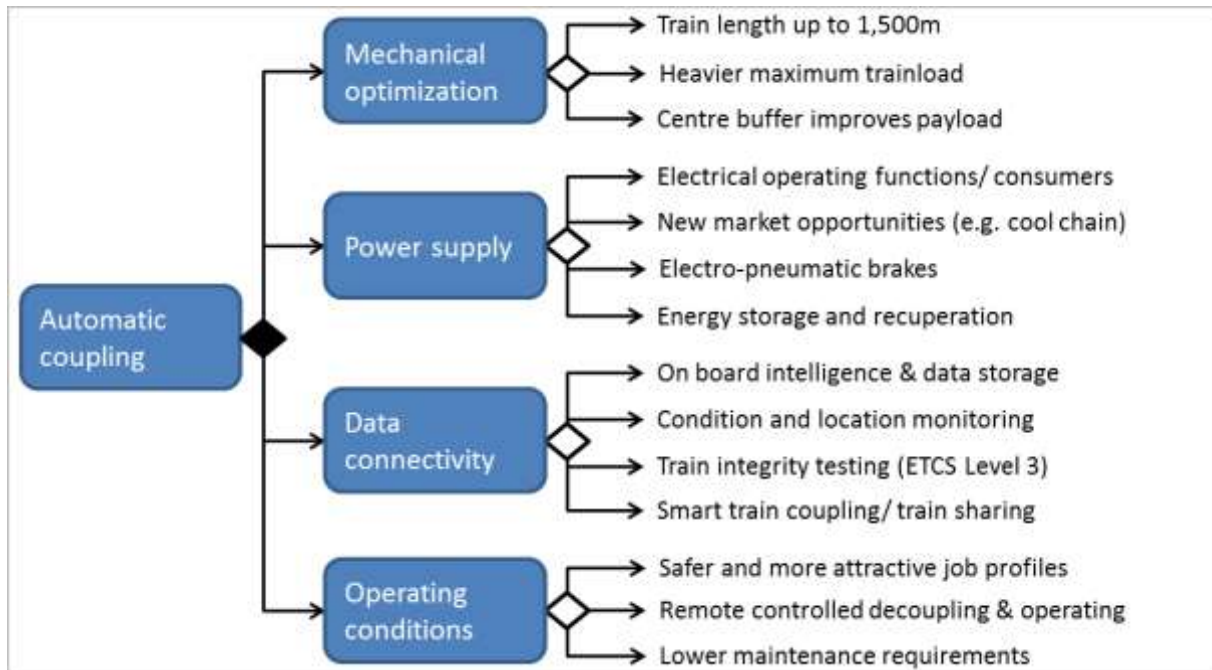 Automatic
coupling
Mechanical
optimization
Train length up to 1,500m
Heavier maximum trainload
Centre buffer improves payload
Power supply
Electrical operating functions/ consumers
New market opportunities (e.g. cool chain)
Electro-pneumatic brakes
Energy storage and recuperation
Data
connectivity
On board intelligence & data storage
Condition and location monitoring
Train integrity testing (ETCS Level 3)
Smart train coupling/ train sharing
Operating
conditions
Safer and more attractive job profiles
Remote controlled decoupling & operating
Lower maintenance requirements